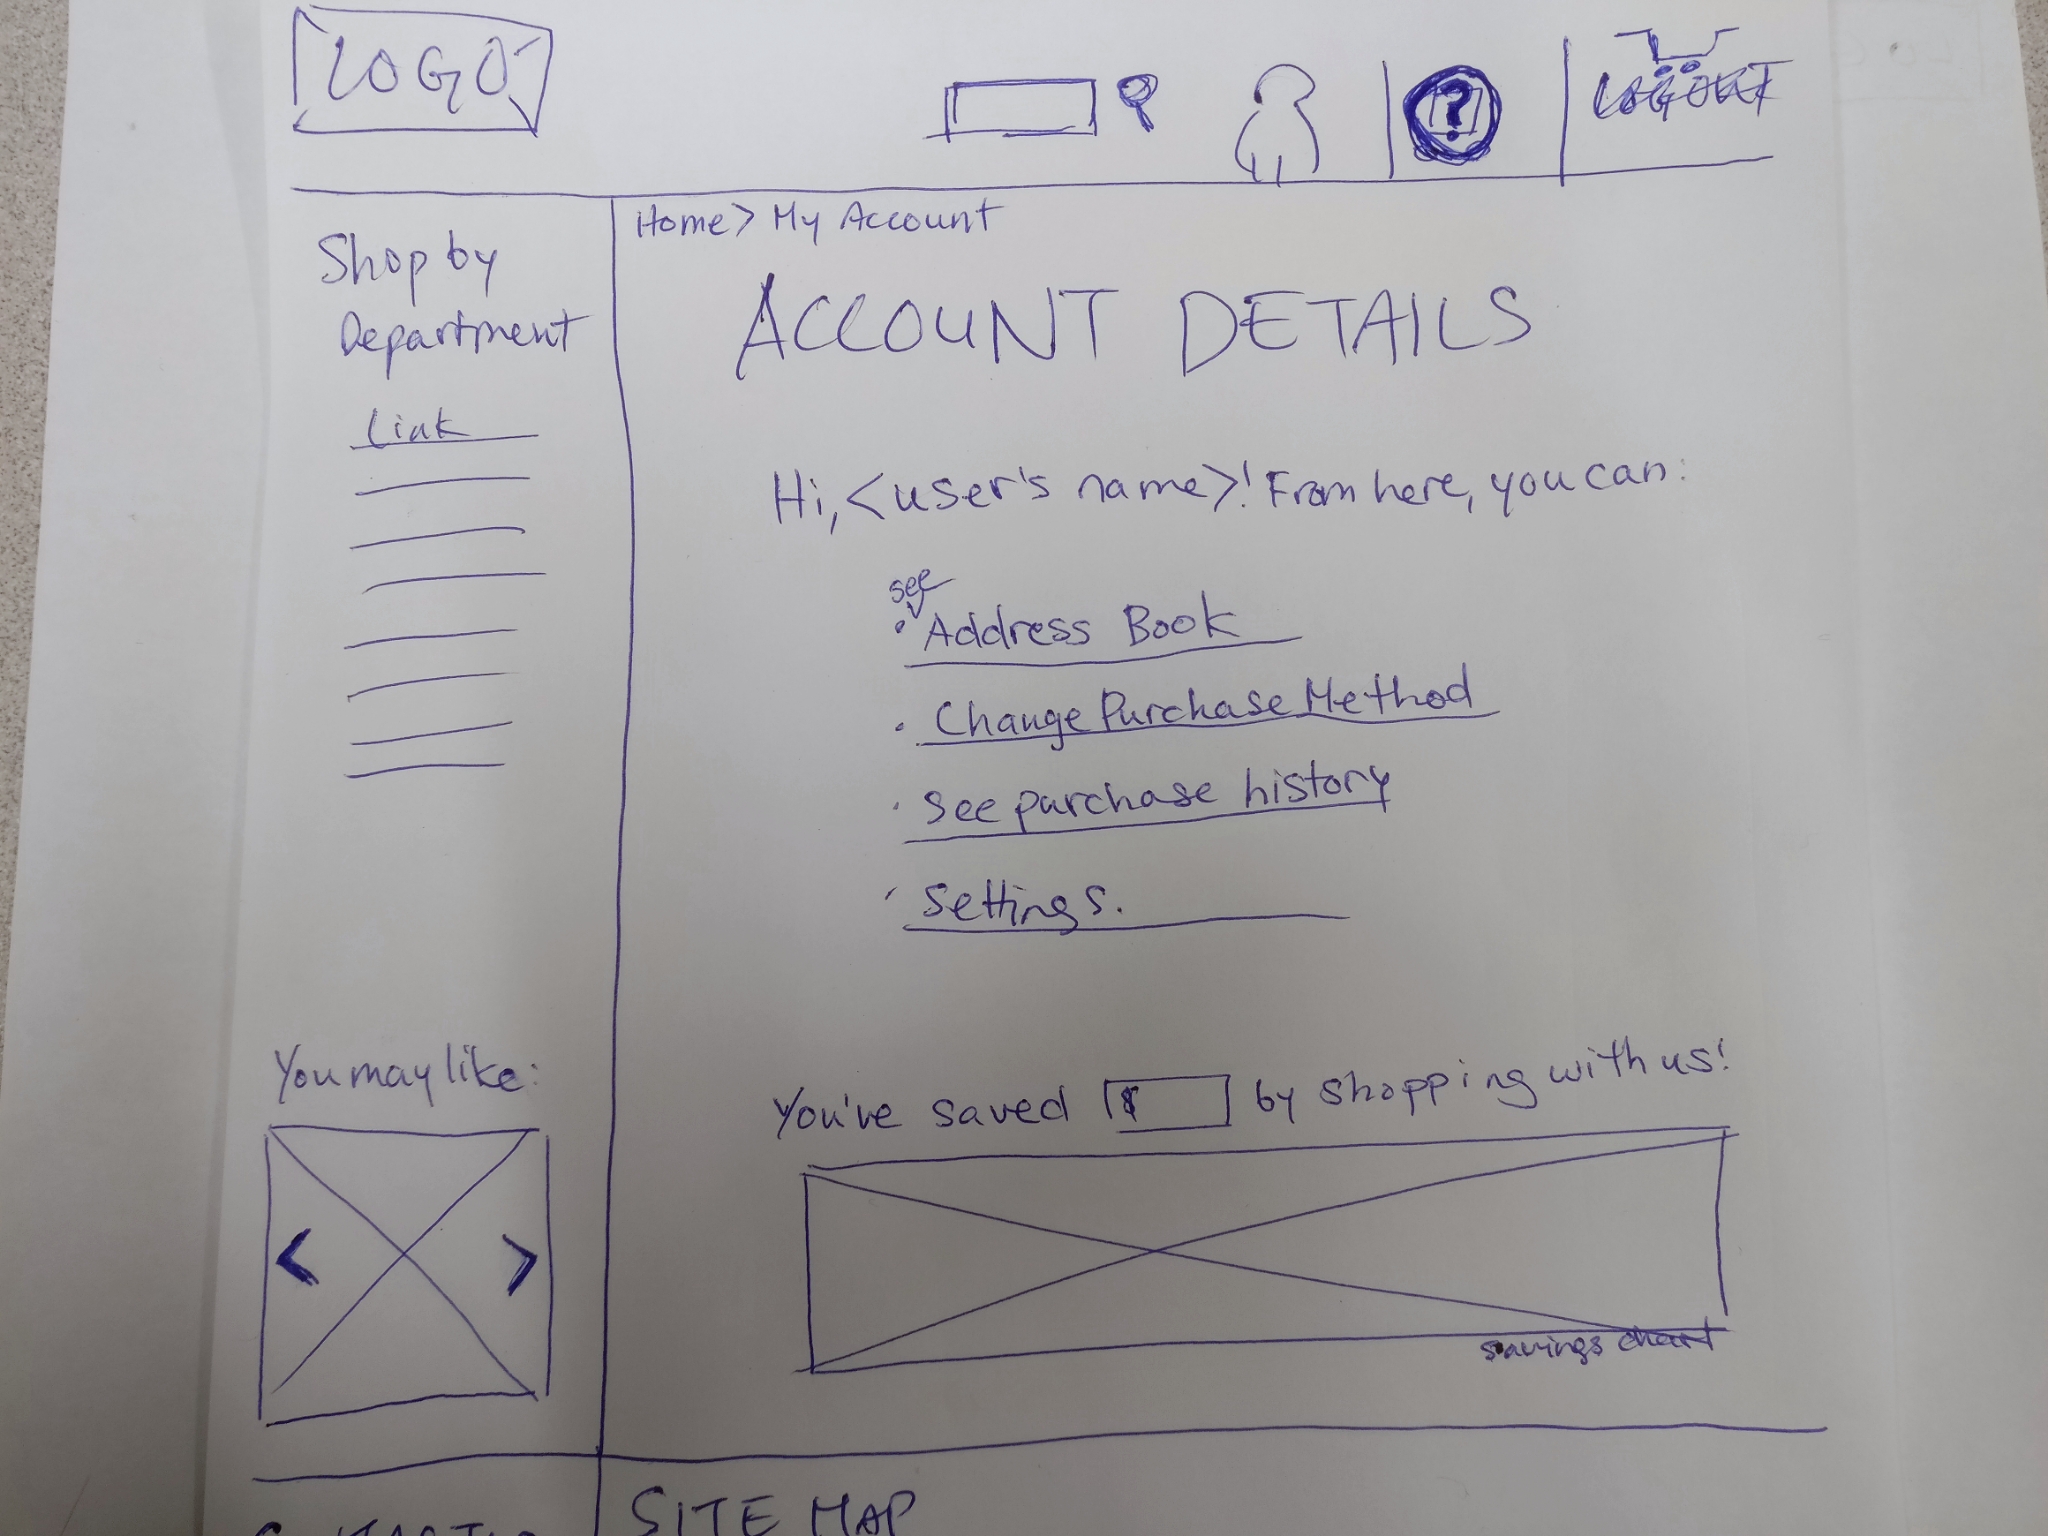 LOGO
?
LOGOUT
Home > My Account
Shop by
Department
Link
ACCOUNT DETAILS
Hi, <user's name>! From here, you can:
see
• Address Book
• Change Purchase Method
• See purchase history
• Settings.
You may like:
< >
You've saved $ by shopping with us!
savings chart
SITE MAP